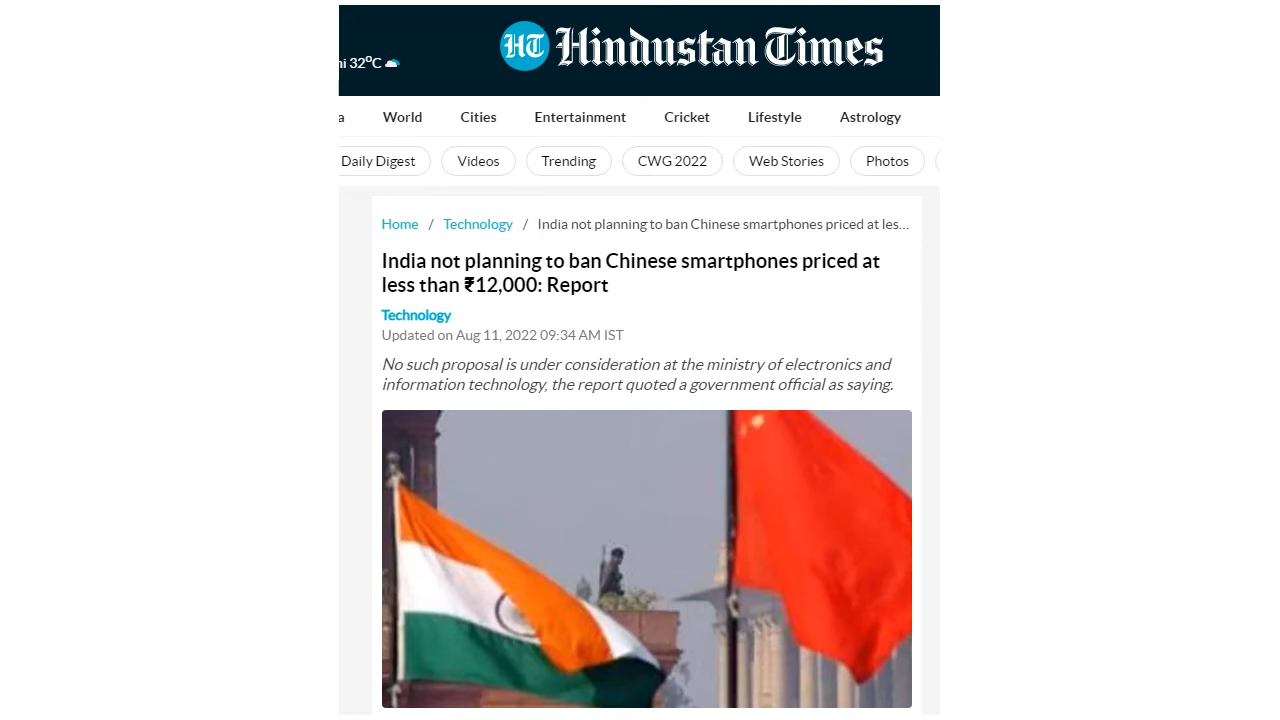 HT Hindustan Times
32°C
World Cities Entertainment Cricket Lifestyle Astrology
Daily Digest Videos Trending CWG 2022 Web Stories Photos
Home / Technology / India not planning to ban Chinese smartphones priced at les...
India not planning to ban Chinese smartphones priced at
less than ₹12,000: Report
Technology
Updated on Aug 11, 2022 09:34 AM IST
No such proposal is under consideration at the ministry of electronics and
information technology, the report quoted a government official as saying.